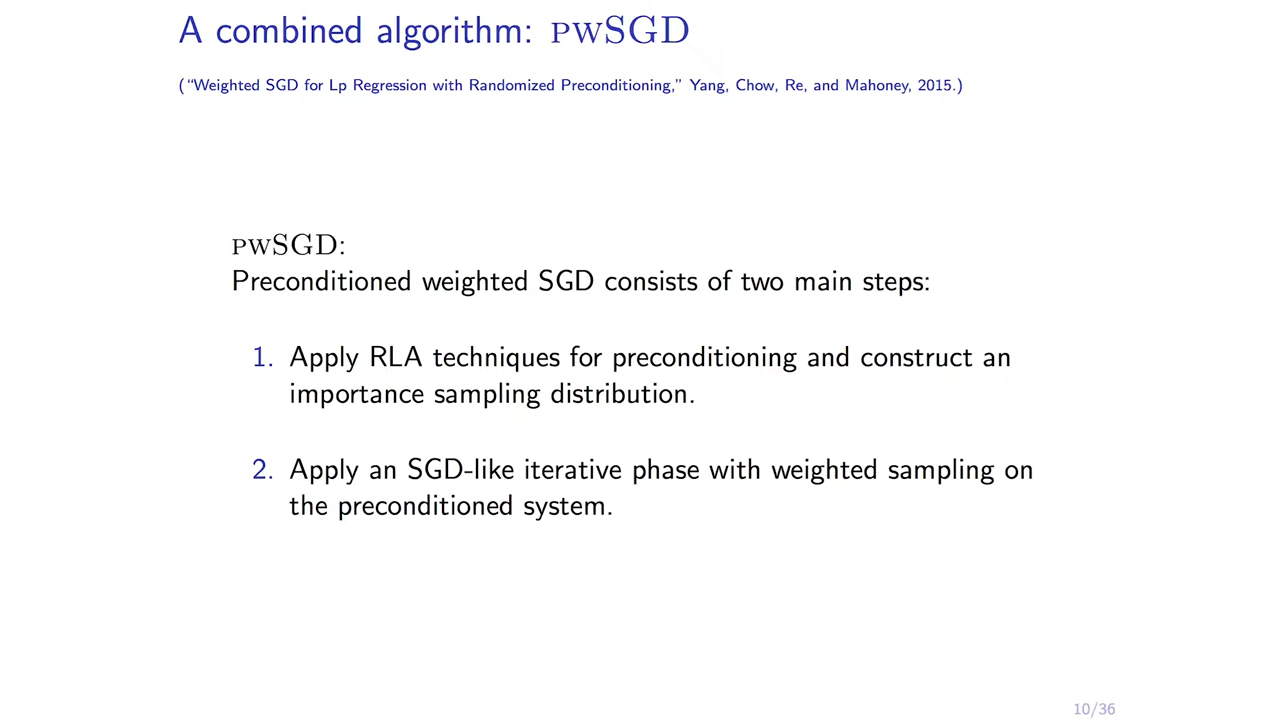 A combined algorithm: PWSGD
(“Weighted SGD for Lp Regression with Randomized Preconditioning,” Yang, Chow, Re, and Mahoney, 2015.)
PWSGD:
Preconditioned weighted SGD consists of two main steps:
1. Apply RLA techniques for preconditioning and construct an
importance sampling distribution.
2. Apply an SGD-like iterative phase with weighted sampling on
the preconditioned system.
10/36